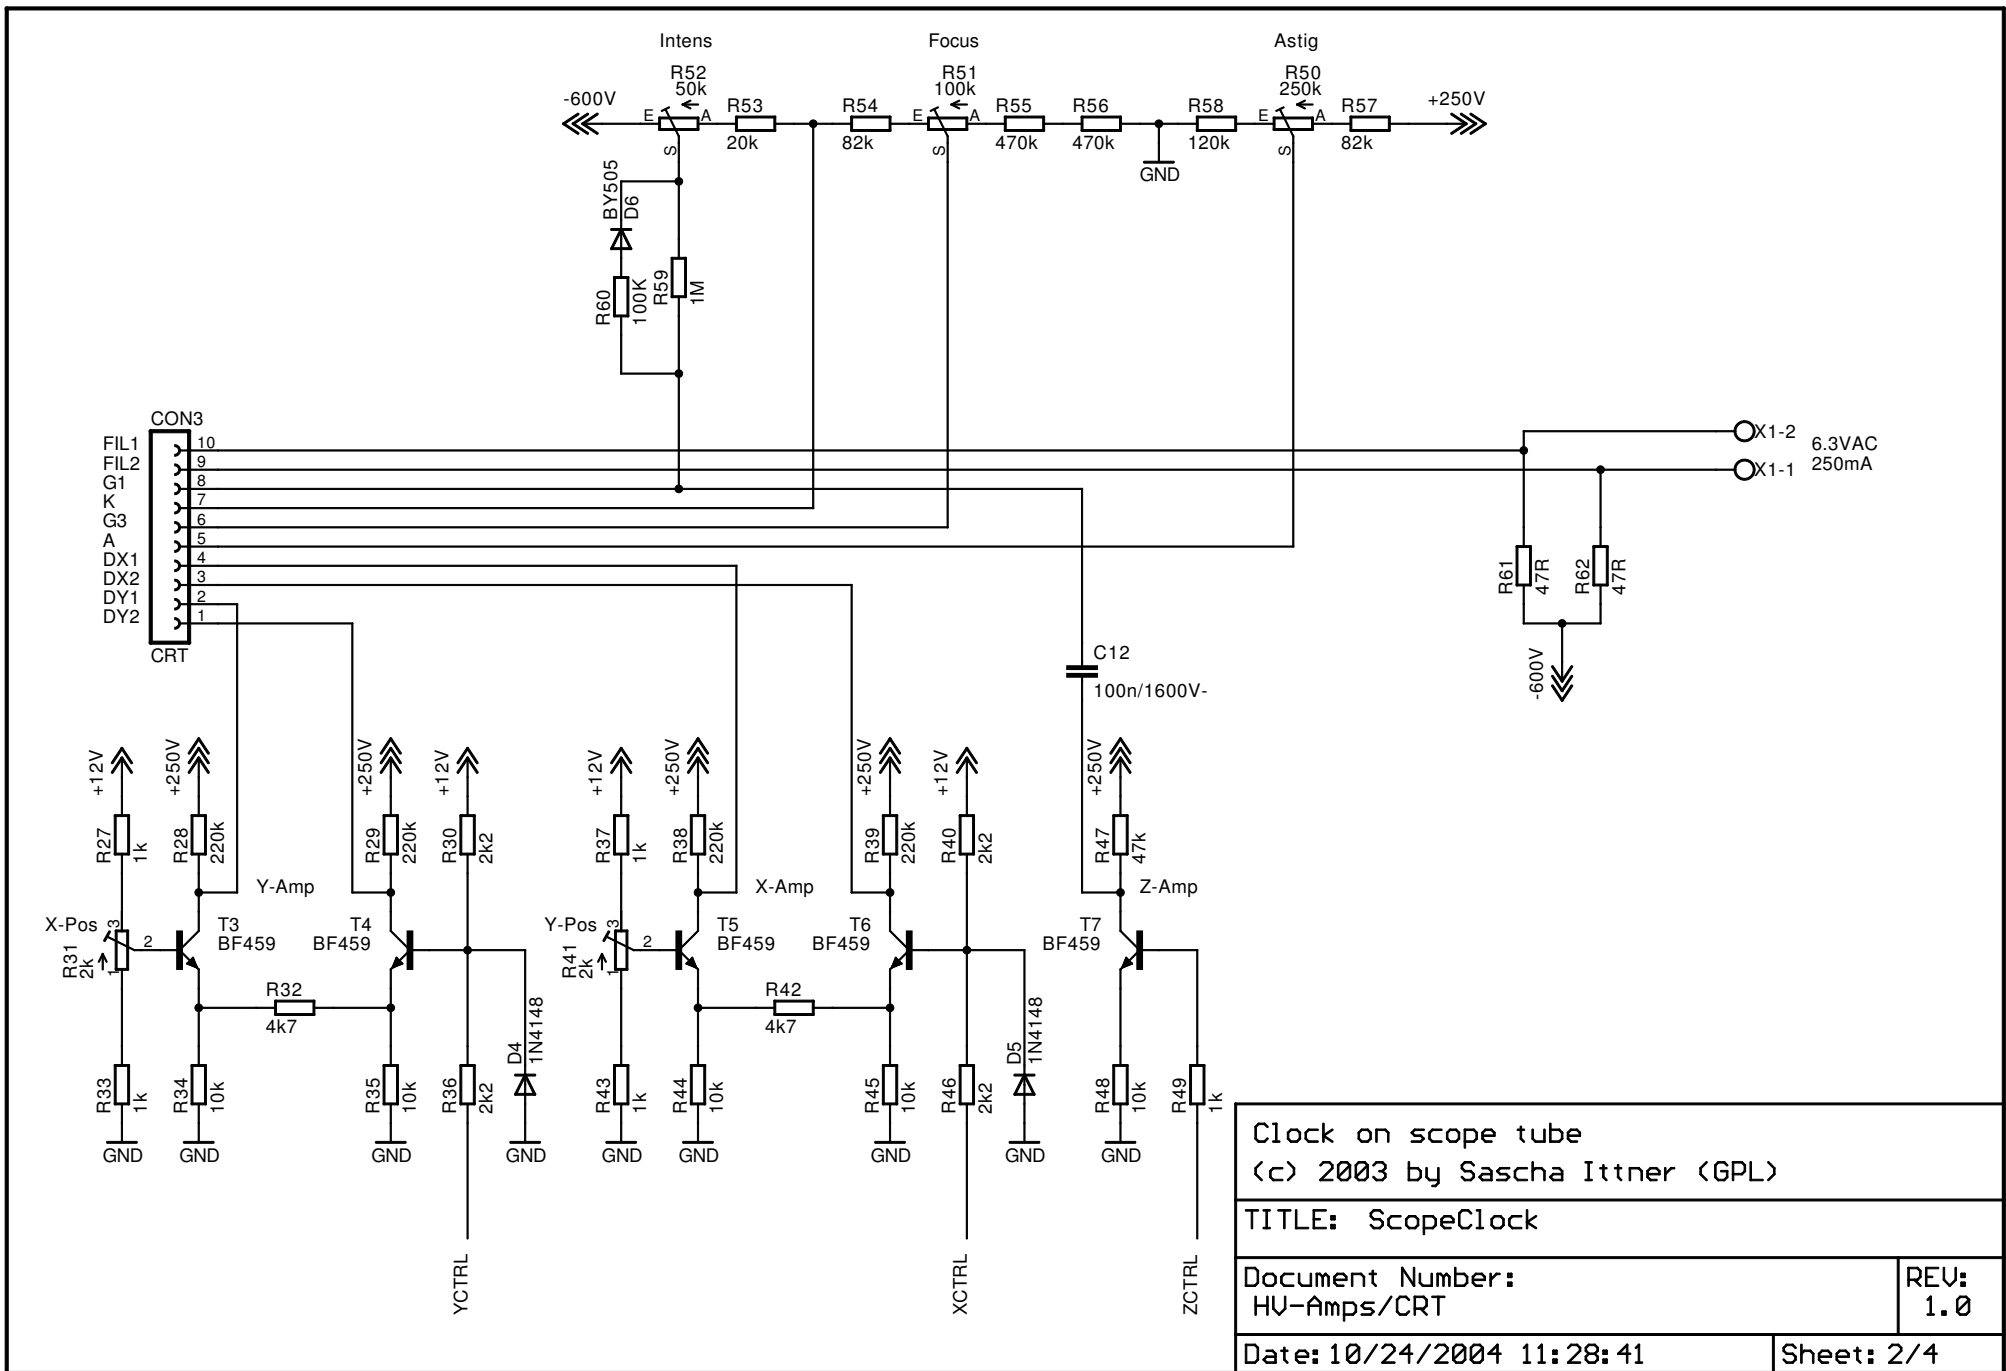 Intens
Focus
Astig
R52
50k
R51
100k
R50
250k
-600V
E
A
S
R53
20k
R54
82k
E
A
S
R55
470k
R56
470k
GND
R58
120k
E
A
S
R57
82k
+250V
BY505
D6
R60
100K
R59
1M
CON3
FIL1 10
FIL2 9
G1 8
K 7
G3 6
A 5
DX1 4
DX2 3
DY1 2
DY2 1
CRT
X1-2
X1-1
6.3VAC
250mA
R61
47R
R62
47R
-600V
C12
100n/1600V-
+12V
+250V
+250V
+12V
+12V
+250V
+250V
+12V
+250V
R27
1k
R28
220k
R29
220k
R30
2k2
R37
1k
R38
220k
R39
220k
R40
2k2
R47
47k
Y-Amp
X-Amp
Z-Amp
X-Pos
3
2
1
R31
2k
T3
BF459
T4
BF459
Y-Pos
3
2
1
R41
2k
T5
BF459
T6
BF459
T7
BF459
R32
4k7
R42
4k7
D4
1N4148
D5
1N4148
R33
1k
R34
10k
R35
10k
R36
2k2
R43
1k
R44
10k
R45
10k
R46
2k2
R48
10k
R49
1k
GND
GND
GND
GND
GND
GND
GND
GND
GND
YCTRL
XCTRL
ZCTRL
Clock on scope tube
(c) 2003 by Sascha Ittner (GPL)
TITLE: ScopeClock
Document Number:
HV-Amps/CRT
REV:
1.0
Date: 10/24/2004 11:28:41
Sheet: 2/4